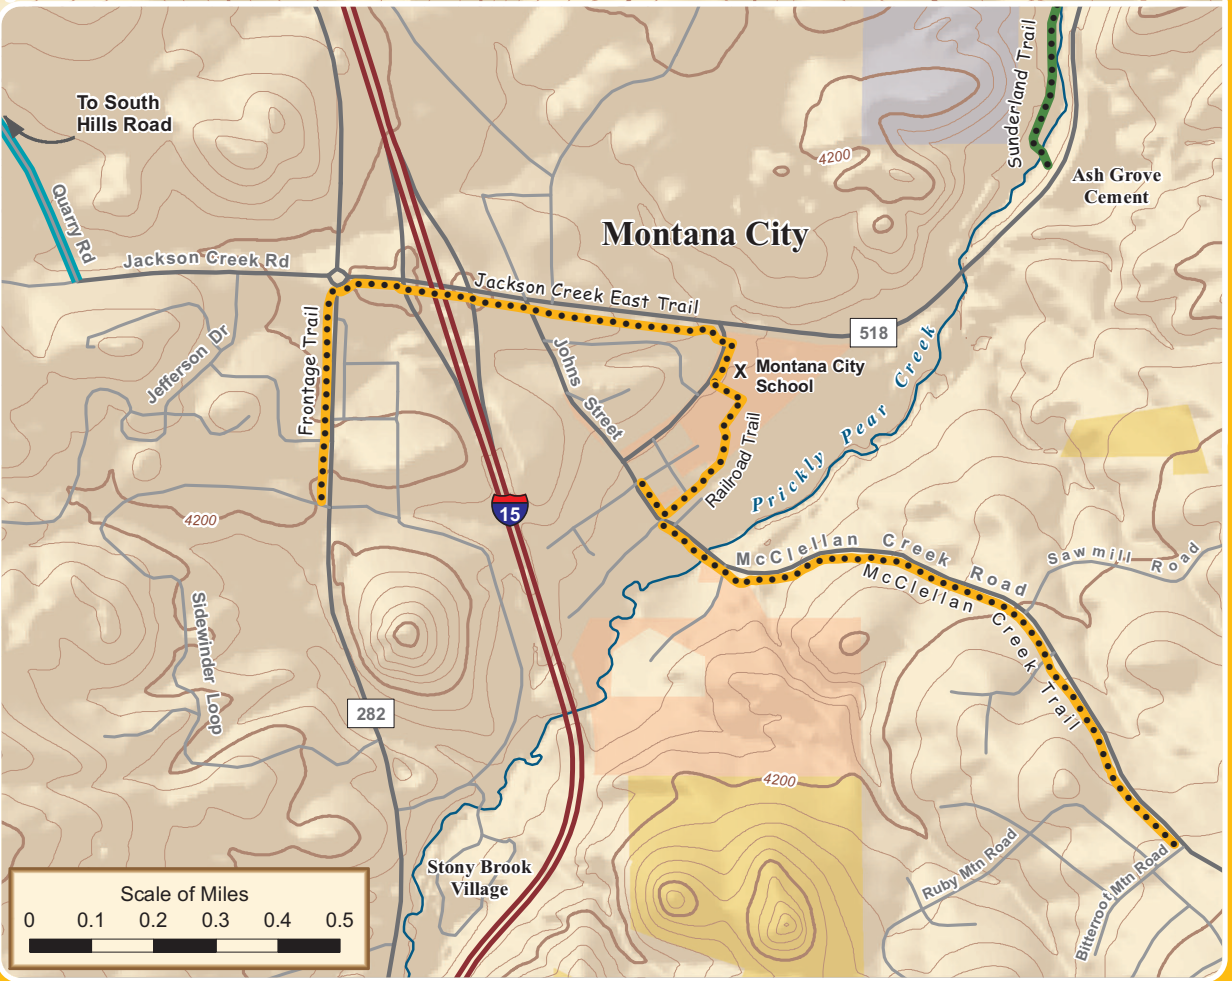 Sunderland Trail
To South
Hills Road
4200
Ash Grove
Cement
Quarry Rd
Montana City
Jackson Creek Rd
Jackson Creek East Trail
518
Frontage Trail
Jefferson Dr
Johns
Street
X
Montana City
School
Prickly Pear Creek
Railroad Trail
15
4200
McClellan Creek Road
Sawmill Road
McClellan Creek Trail
Sidewinder Loop
282
4200
Ruby Mtn Road
Bitterroot Mtn Road
Stony Brook
Village
Scale of Miles
0 0.1 0.2 0.3 0.4 0.5